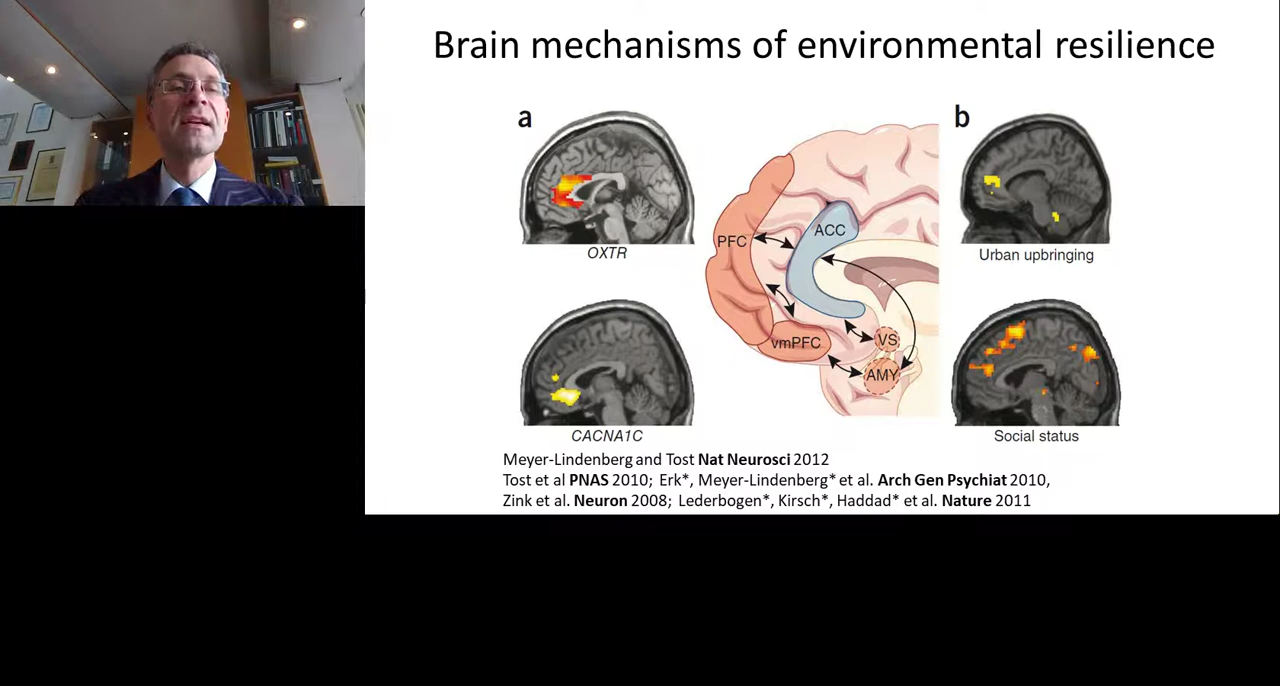 Brain mechanisms of environmental resilience
a
b
OXTR
PFC
ACC
Urban upbringing
vmPFC
VS
AMY
CACNA1C
Social status
Meyer-Lindenberg and Tost Nat Neurosci 2012
Tost et al PNAS 2010; Erk*, Meyer-Lindenberg* et al. Arch Gen Psychiat 2010,
Zink et al. Neuron 2008; Lederbogen*, Kirsch*, Haddad* et al. Nature 2011